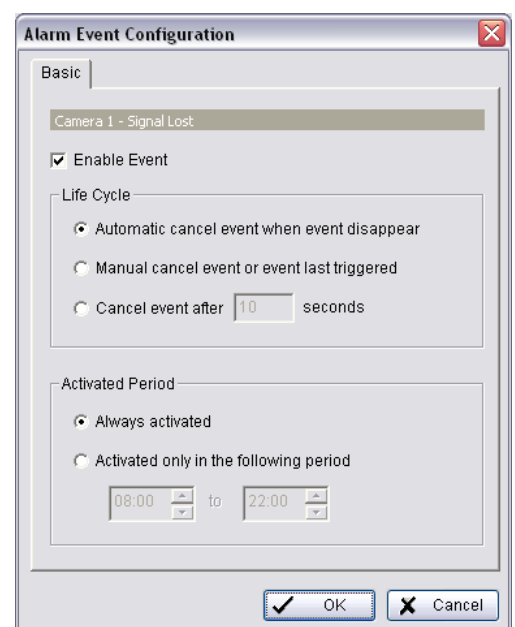 Alarm Event Configuration
Basic
Camera 1 - Signal Lost
Enable Event
Life Cycle
Automatic cancel event when event disappear
Manual cancel event or event last triggered
Cancel event after 10 seconds
Activated Period
Always activated
Activated only in the following period
08:00 to 22:00
OK Cancel